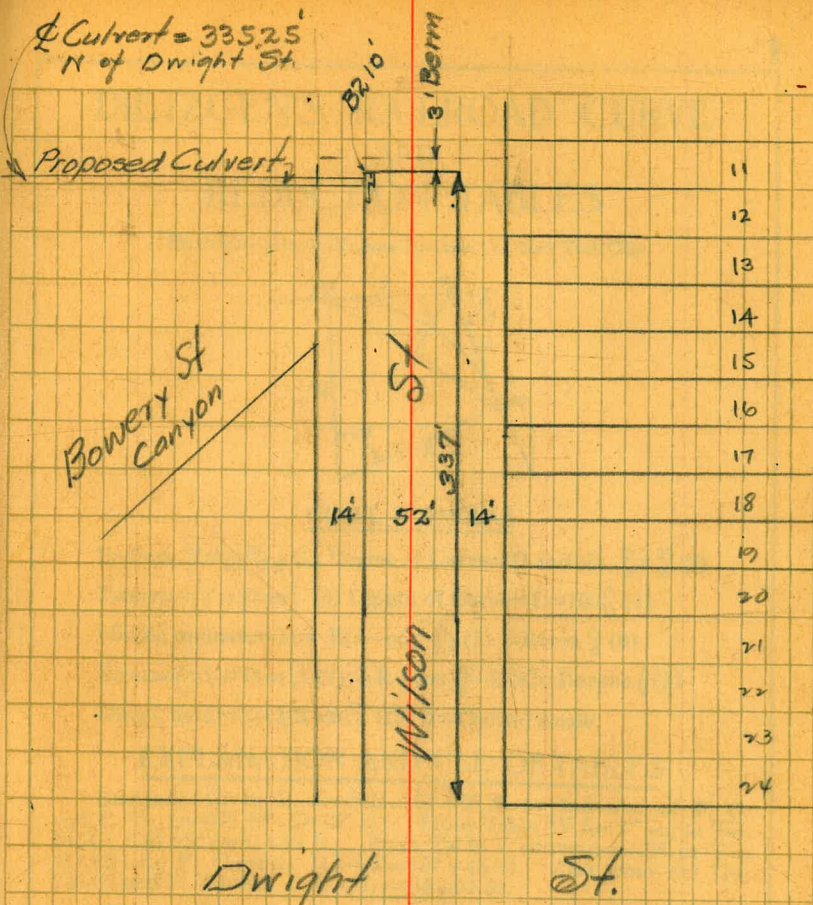 ℄ Culvert = 335.25'
N of Dwight St.
B2 10'
3' Berm
Proposed Culvert
11
12
13
14
15
16
17
18
19
20
21
22
23
24
Bowery St
Canyon
Wilson St
337'
14' 52' 14'
Dwight St.